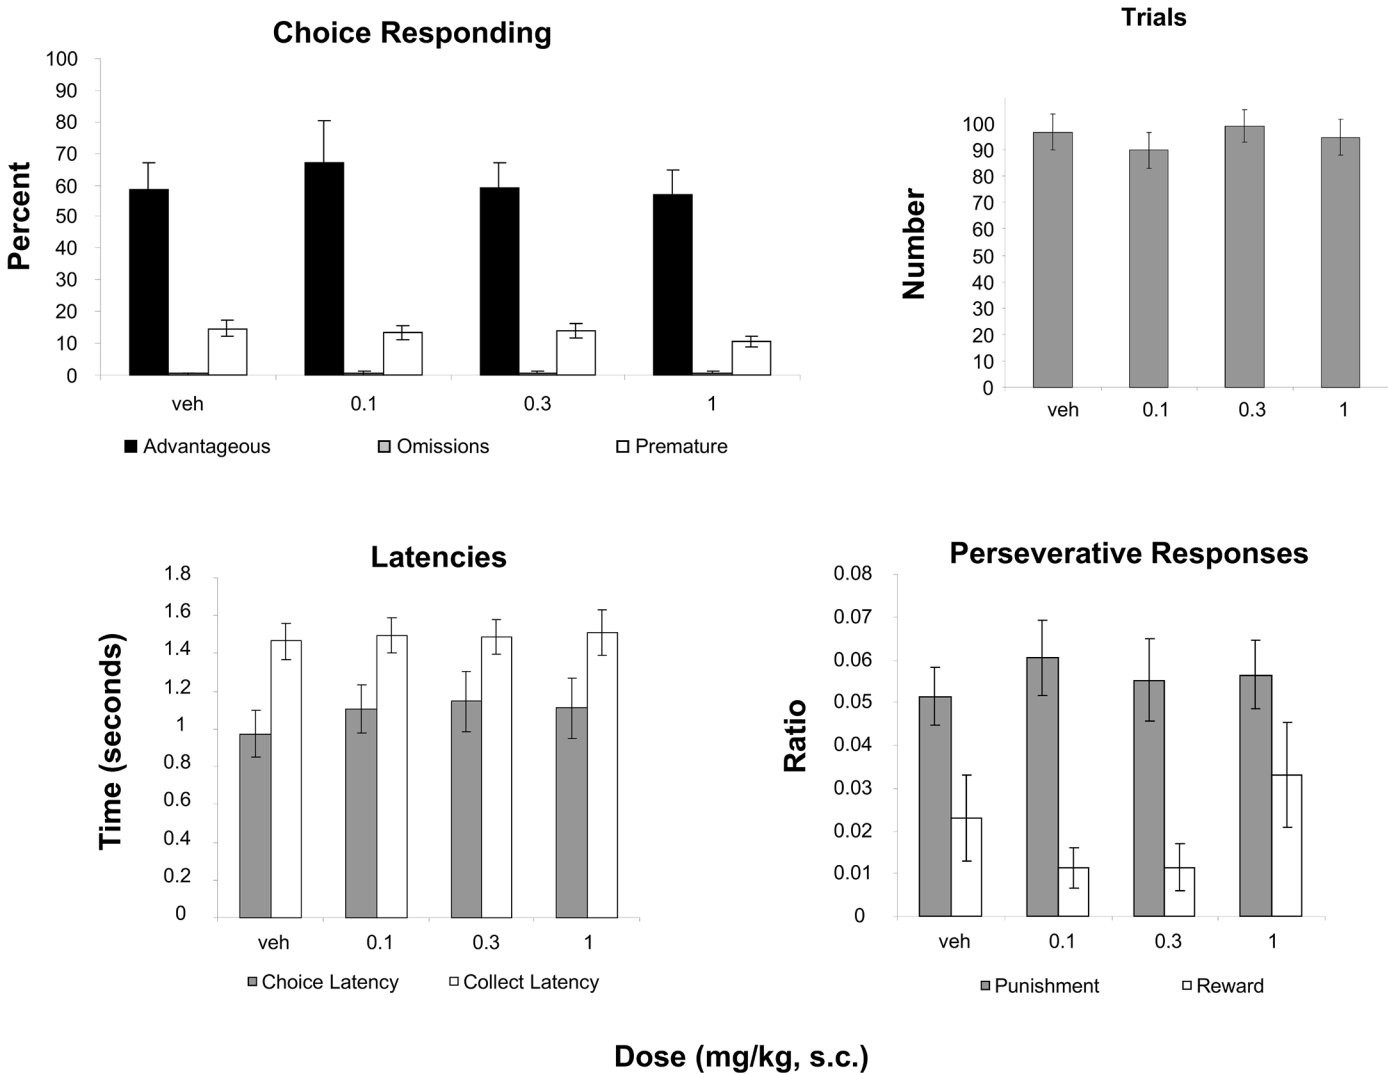 Choice Responding
100
90
80
70
60
50
40
30
20
10
0
Percent
veh 0.1 0.3 1
Advantageous Omissions Premature
Trials
100
90
80
70
60
50
40
30
20
10
0
Number
veh 0.1 0.3 1
Latencies
1.8
1.6
1.4
1.2
1
0.8
0.6
0.4
0.2
0
Time (seconds)
veh 0.1 0.3 1
Choice Latency Collect Latency
Perseverative Responses
0.08
0.07
0.06
0.05
0.04
0.03
0.02
0.01
0
Ratio
veh 0.1 0.3 1
Punishment Reward
Dose (mg/kg, s.c.)